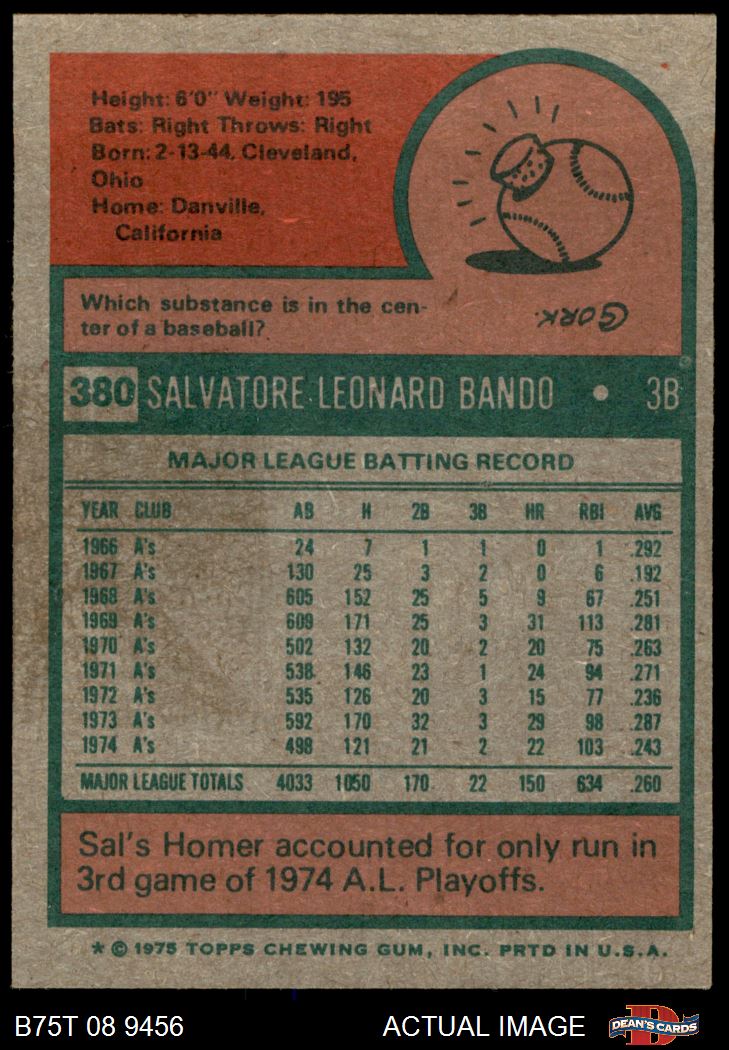 Height: 6'0" Weight: 195
Bats: Right Throws: Right
Born: 2-13-44, Cleveland,
Ohio
Home: Danville,
California
Which substance is in the cen-
ter of a baseball?
CORK.
380 SALVATORE LEONARD BANDO • 3B
MAJOR LEAGUE BATTING RECORD
YEAR CLUB AB H 2B 3B HR RBI AVG
1966 A's 24 7 1 1 0 1 .292
1967 A's 130 25 3 2 0 6 .192
1968 A's 605 152 25 5 9 67 .251
1969 A's 609 171 25 3 31 113 .281
1970 A's 502 132 20 2 20 75 .263
1971 A's 538 146 23 1 24 94 .271
1972 A's 535 126 20 3 15 77 .236
1973 A's 592 170 32 3 29 98 .287
1974 A's 498 121 21 2 22 103 .243
MAJOR LEAGUE TOTALS 4033 1050 170 22 150 634 .260
Sal's Homer accounted for only run in
3rd game of 1974 A.L. Playoffs.
* © 1975 TOPPS CHEWING GUM, INC. PRTD IN U.S.A.
B75T 08 9456 ACTUAL IMAGE DEAN'S CARDS